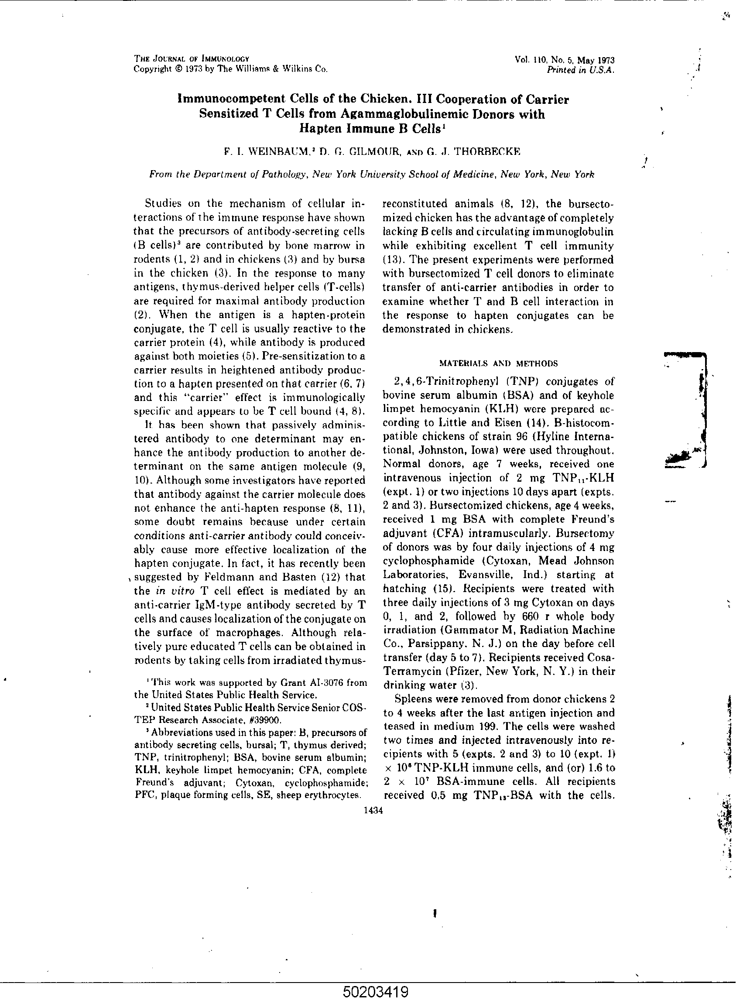 THE JOURNAL OF IMMUNOLOGY
Copyright © 1973 by The Williams & Wilkins Co.
Vol. 110, No. 5, May 1973
Printed in U.S.A.
Immunocompetent Cells of the Chicken. III Cooperation of Carrier
Sensitized T Cells from Agammaglobulinemic Donors with
Hapten Immune B Cells¹
F. I. WEINBAUM,² D. G. GILMOUR, AND G. J. THORBECKE
From the Department of Pathology, New York University School of Medicine, New York, New York
Studies on the mechanism of cellular in-
teractions of the immune response have shown
that the precursors of antibody-secreting cells
(B cells)³ are contributed by bone marrow in
rodents (1, 2) and in chickens (3) and by bursa
in the chicken (3). In the response to many
antigens, thymus-derived helper cells (T-cells)
are required for maximal antibody production
(2). When the antigen is a hapten-protein
conjugate, the T cell is usually reactive to the
carrier protein (4), while antibody is produced
against both moieties (5). Pre-sensitization to a
carrier results in heightened antibody produc-
tion to a hapten presented on that carrier (6, 7)
and this "carrier" effect is immunologically
specific and appears to be T cell bound (4, 8).
It has been shown that passively adminis-
tered antibody to one determinant may en-
hance the antibody production to another de-
terminant on the same antigen molecule (9,
10). Although some investigators have reported
that antibody against the carrier molecule does
not enhance the anti-hapten response (8, 11),
some doubt remains because under certain
conditions anti-carrier antibody could conceiv-
ably cause more effective localization of the
hapten conjugate. In fact, it has recently been
suggested by Feldmann and Basten (12) that
the in vitro T cell effect is mediated by an
anti-carrier IgM-type antibody secreted by T
cells and causes localization of the conjugate on
the surface of macrophages. Although rela-
tively pure educated T cells can be obtained in
rodents by taking cells from irradiated thymus-
¹ This work was supported by Grant AI-3076 from
the United States Public Health Service.
² United States Public Health Service Senior COS-
TEP Research Associate, #39900.
³ Abbreviations used in this paper: B, precursors of
antibody secreting cells, bursal; T, thymus derived;
TNP, trinitrophenyl; BSA, bovine serum albumin;
KLH, keyhole limpet hemocyanin; CFA, complete
Freund's adjuvant; Cytoxan, cyclophosphamide;
PFC, plaque forming cells, SE, sheep erythrocytes.
reconstituted animals (8, 12), the bursecto-
mized chicken has the advantage of completely
lacking B cells and circulating immunoglobulin
while exhibiting excellent T cell immunity
(13). The present experiments were performed
with bursectomized T cell donors to eliminate
transfer of anti-carrier antibodies in order to
examine whether T and B cell interaction in
the response to hapten conjugates can be
demonstrated in chickens.
MATERIALS AND METHODS
2,4,6-Trinitrophenyl (TNP) conjugates of
bovine serum albumin (BSA) and of keyhole
limpet hemocyanin (KLH) were prepared ac-
cording to Little and Eisen (14). B-histocom-
patible chickens of strain 96 (Hyline Interna-
tional, Johnston, Iowa) were used throughout.
Normal donors, age 7 weeks, received one
intravenous injection of 2 mg TNP₁₁-KLH
(expt. 1) or two injections 10 days apart (expts.
2 and 3). Bursectomized chickens, age 4 weeks,
received 1 mg BSA with complete Freund's
adjuvant (CFA) intramuscularly. Bursectomy
of donors was by four daily injections of 4 mg
cyclophosphamide (Cytoxan, Mead Johnson
Laboratories, Evansville, Ind.) starting at
hatching (15). Recipients were treated with
three daily injections of 3 mg Cytoxan on days
0, 1, and 2, followed by 660 r whole body
irradiation (Gammator M, Radiation Machine
Co., Parsippany, N. J.) on the day before cell
transfer (day 5 to 7). Recipients received Cosa-
Terramycin (Pfizer, New York, N. Y.) in their
drinking water (3).
Spleens were removed from donor chickens 2
to 4 weeks after the last antigen injection and
teased in medium 199. The cells were washed
two times and injected intravenously into re-
cipients with 5 (expts. 2 and 3) to 10 (expt. 1)
× 10⁶ TNP-KLH immune cells, and (or) 1.6 to
2 × 10⁷ BSA-immune cells. All recipients
received 0.5 mg TNP₁₃-BSA with the cells.
1434
50203419